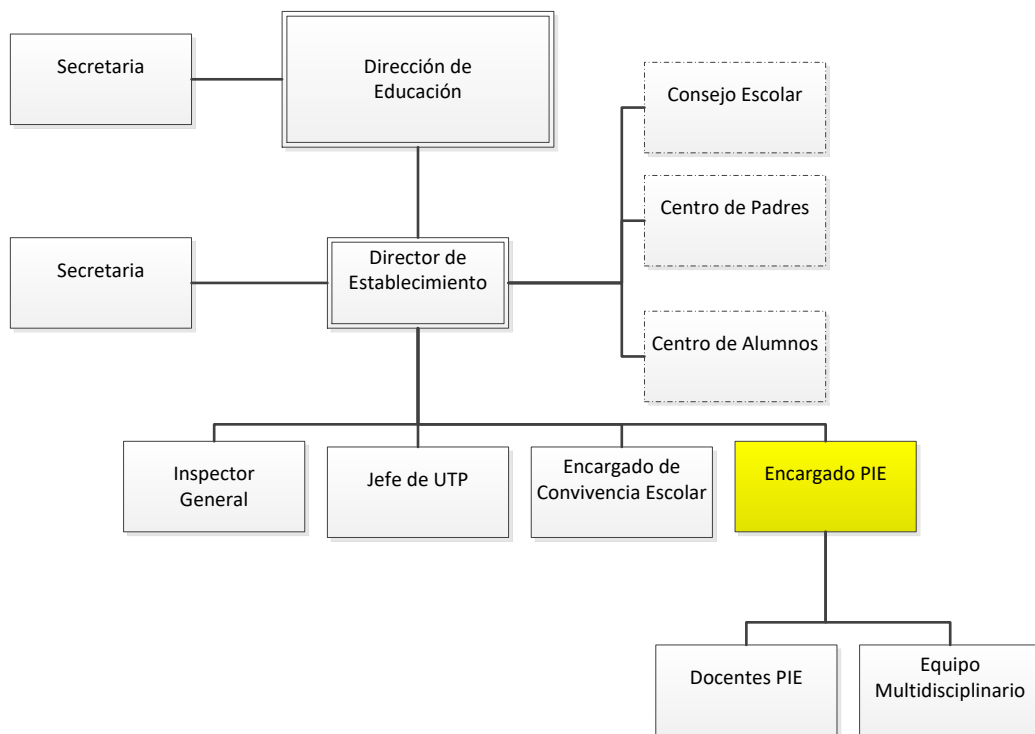 Secretaria
Dirección de
Educación
Consejo Escolar
Centro de Padres
Secretaria
Director de
Establecimiento
Centro de Alumnos
Inspector
General
Jefe de UTP
Encargado de
Convivencia Escolar
Encargado PIE
Docentes PIE
Equipo
Multidisciplinario